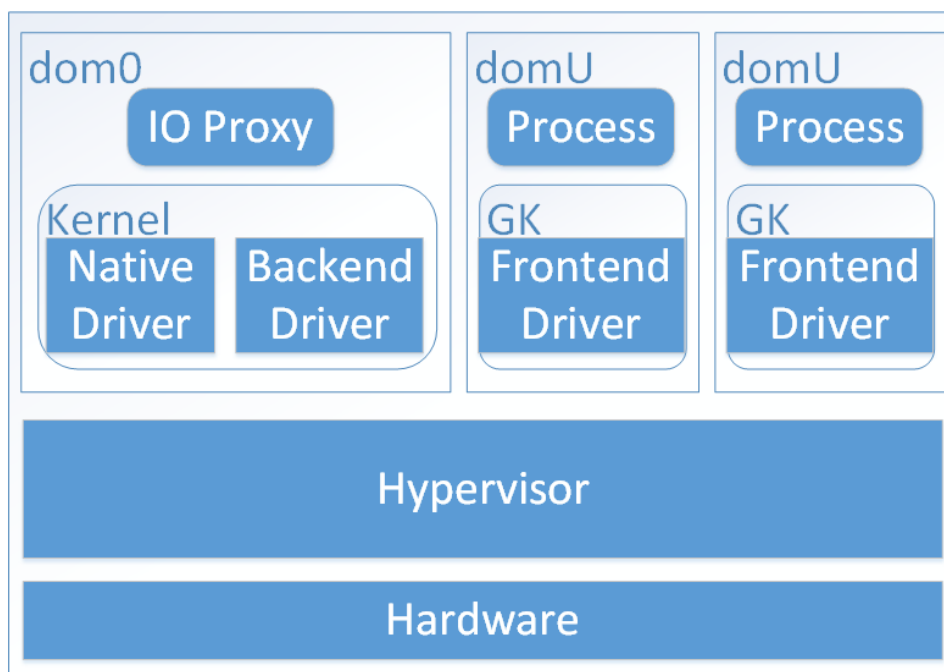 dom0
IO Proxy
Kernel
Native
Driver
Backend
Driver
domU
Process
GK
Frontend
Driver
domU
Process
GK
Frontend
Driver
Hypervisor
Hardware